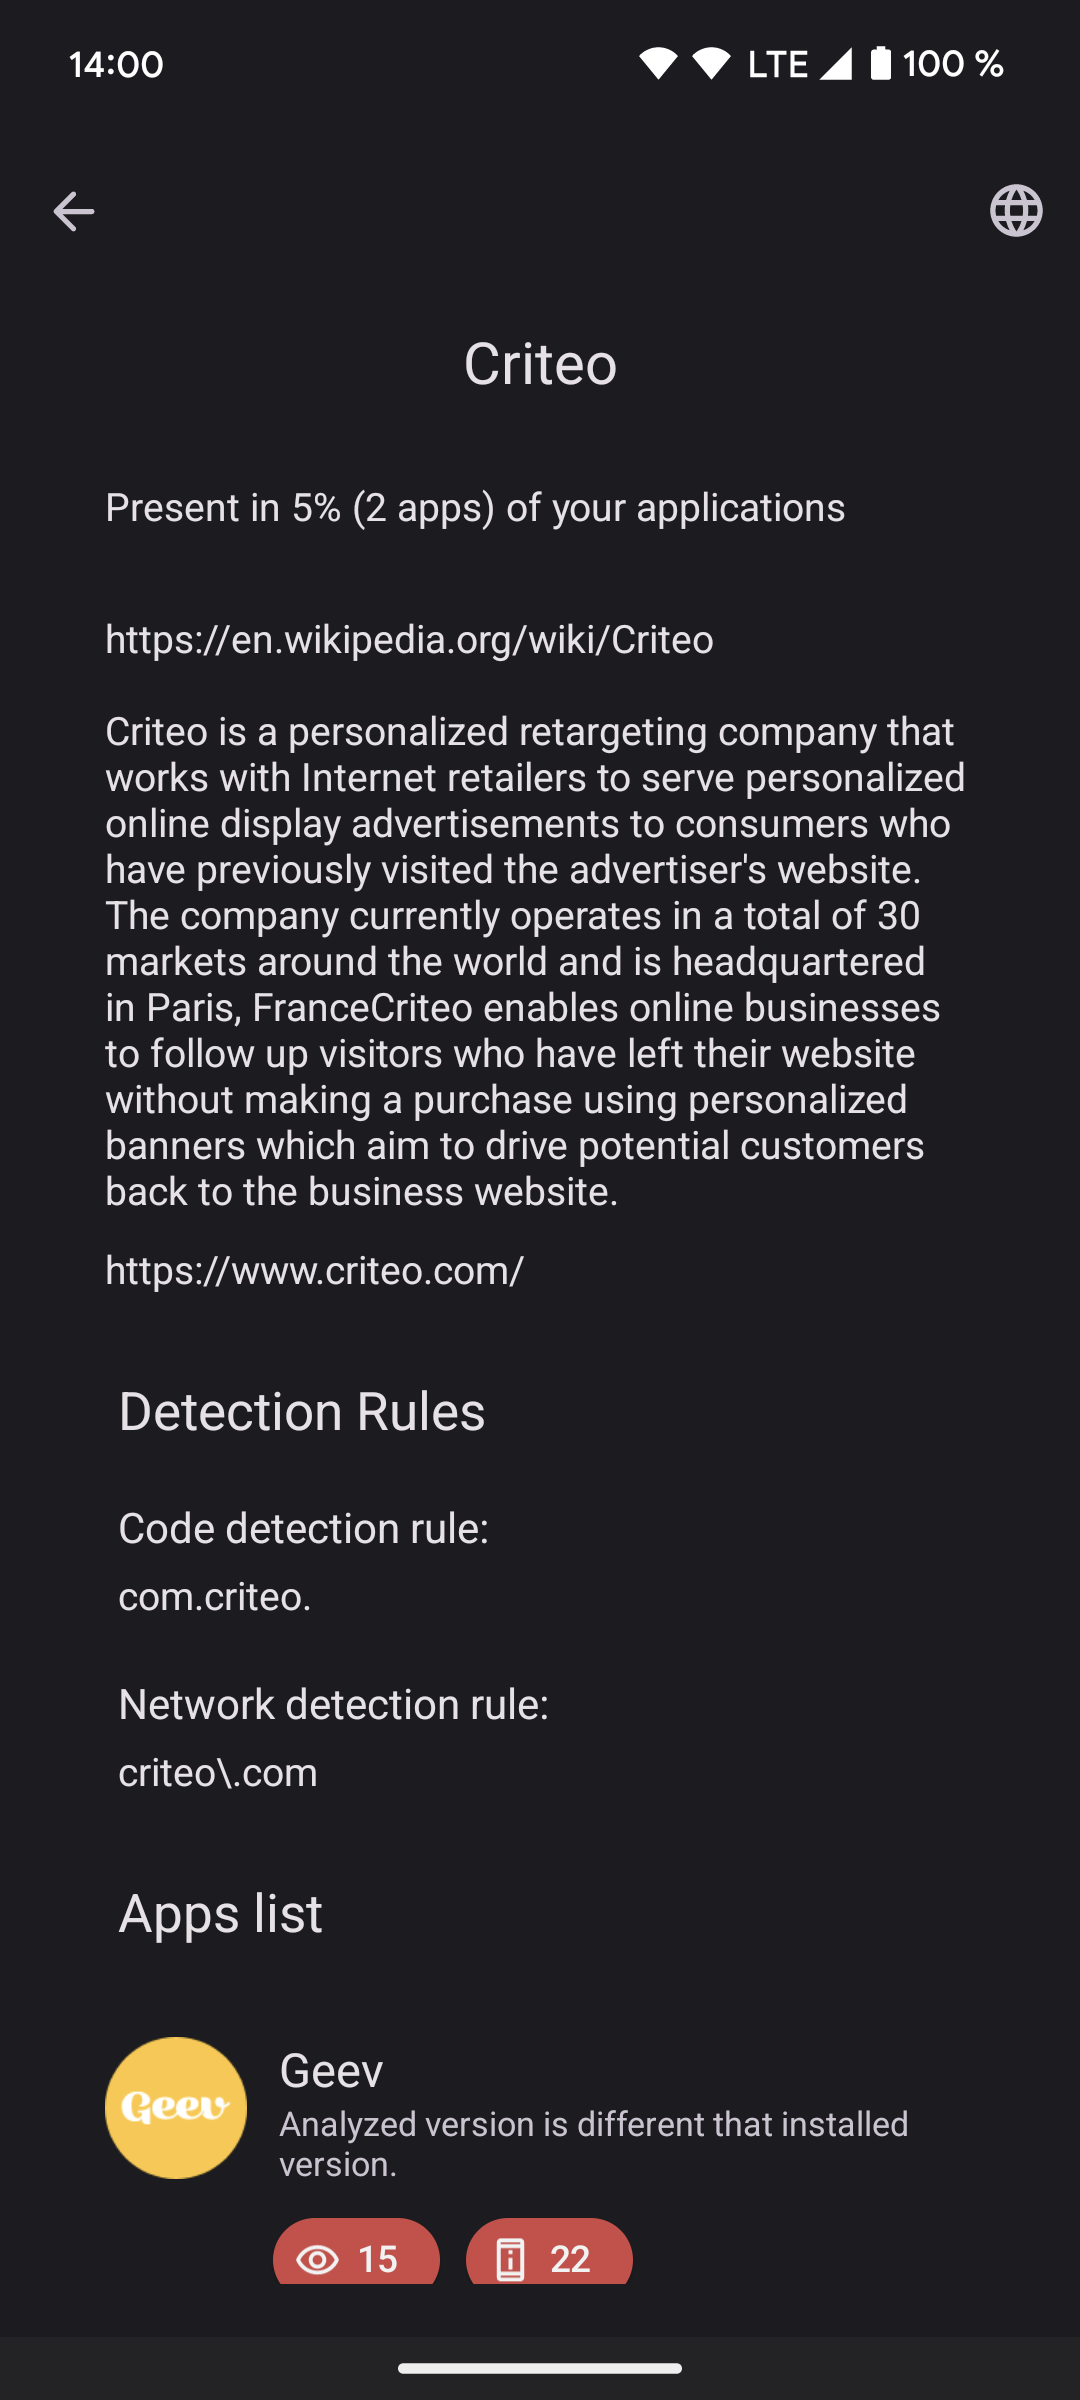 14:00
LTE 100 %
Criteo
Present in 5% (2 apps) of your applications
https://en.wikipedia.org/wiki/Criteo
Criteo is a personalized retargeting company that
works with Internet retailers to serve personalized
online display advertisements to consumers who
have previously visited the advertiser's website.
The company currently operates in a total of 30
markets around the world and is headquartered
in Paris, FranceCriteo enables online businesses
to follow up visitors who have left their website
without making a purchase using personalized
banners which aim to drive potential customers
back to the business website.
https://www.criteo.com/
Detection Rules
Code detection rule:
com.criteo.
Network detection rule:
criteo\.com
Apps list
Geev
Geev
Analyzed version is different that installed
version.
15
22